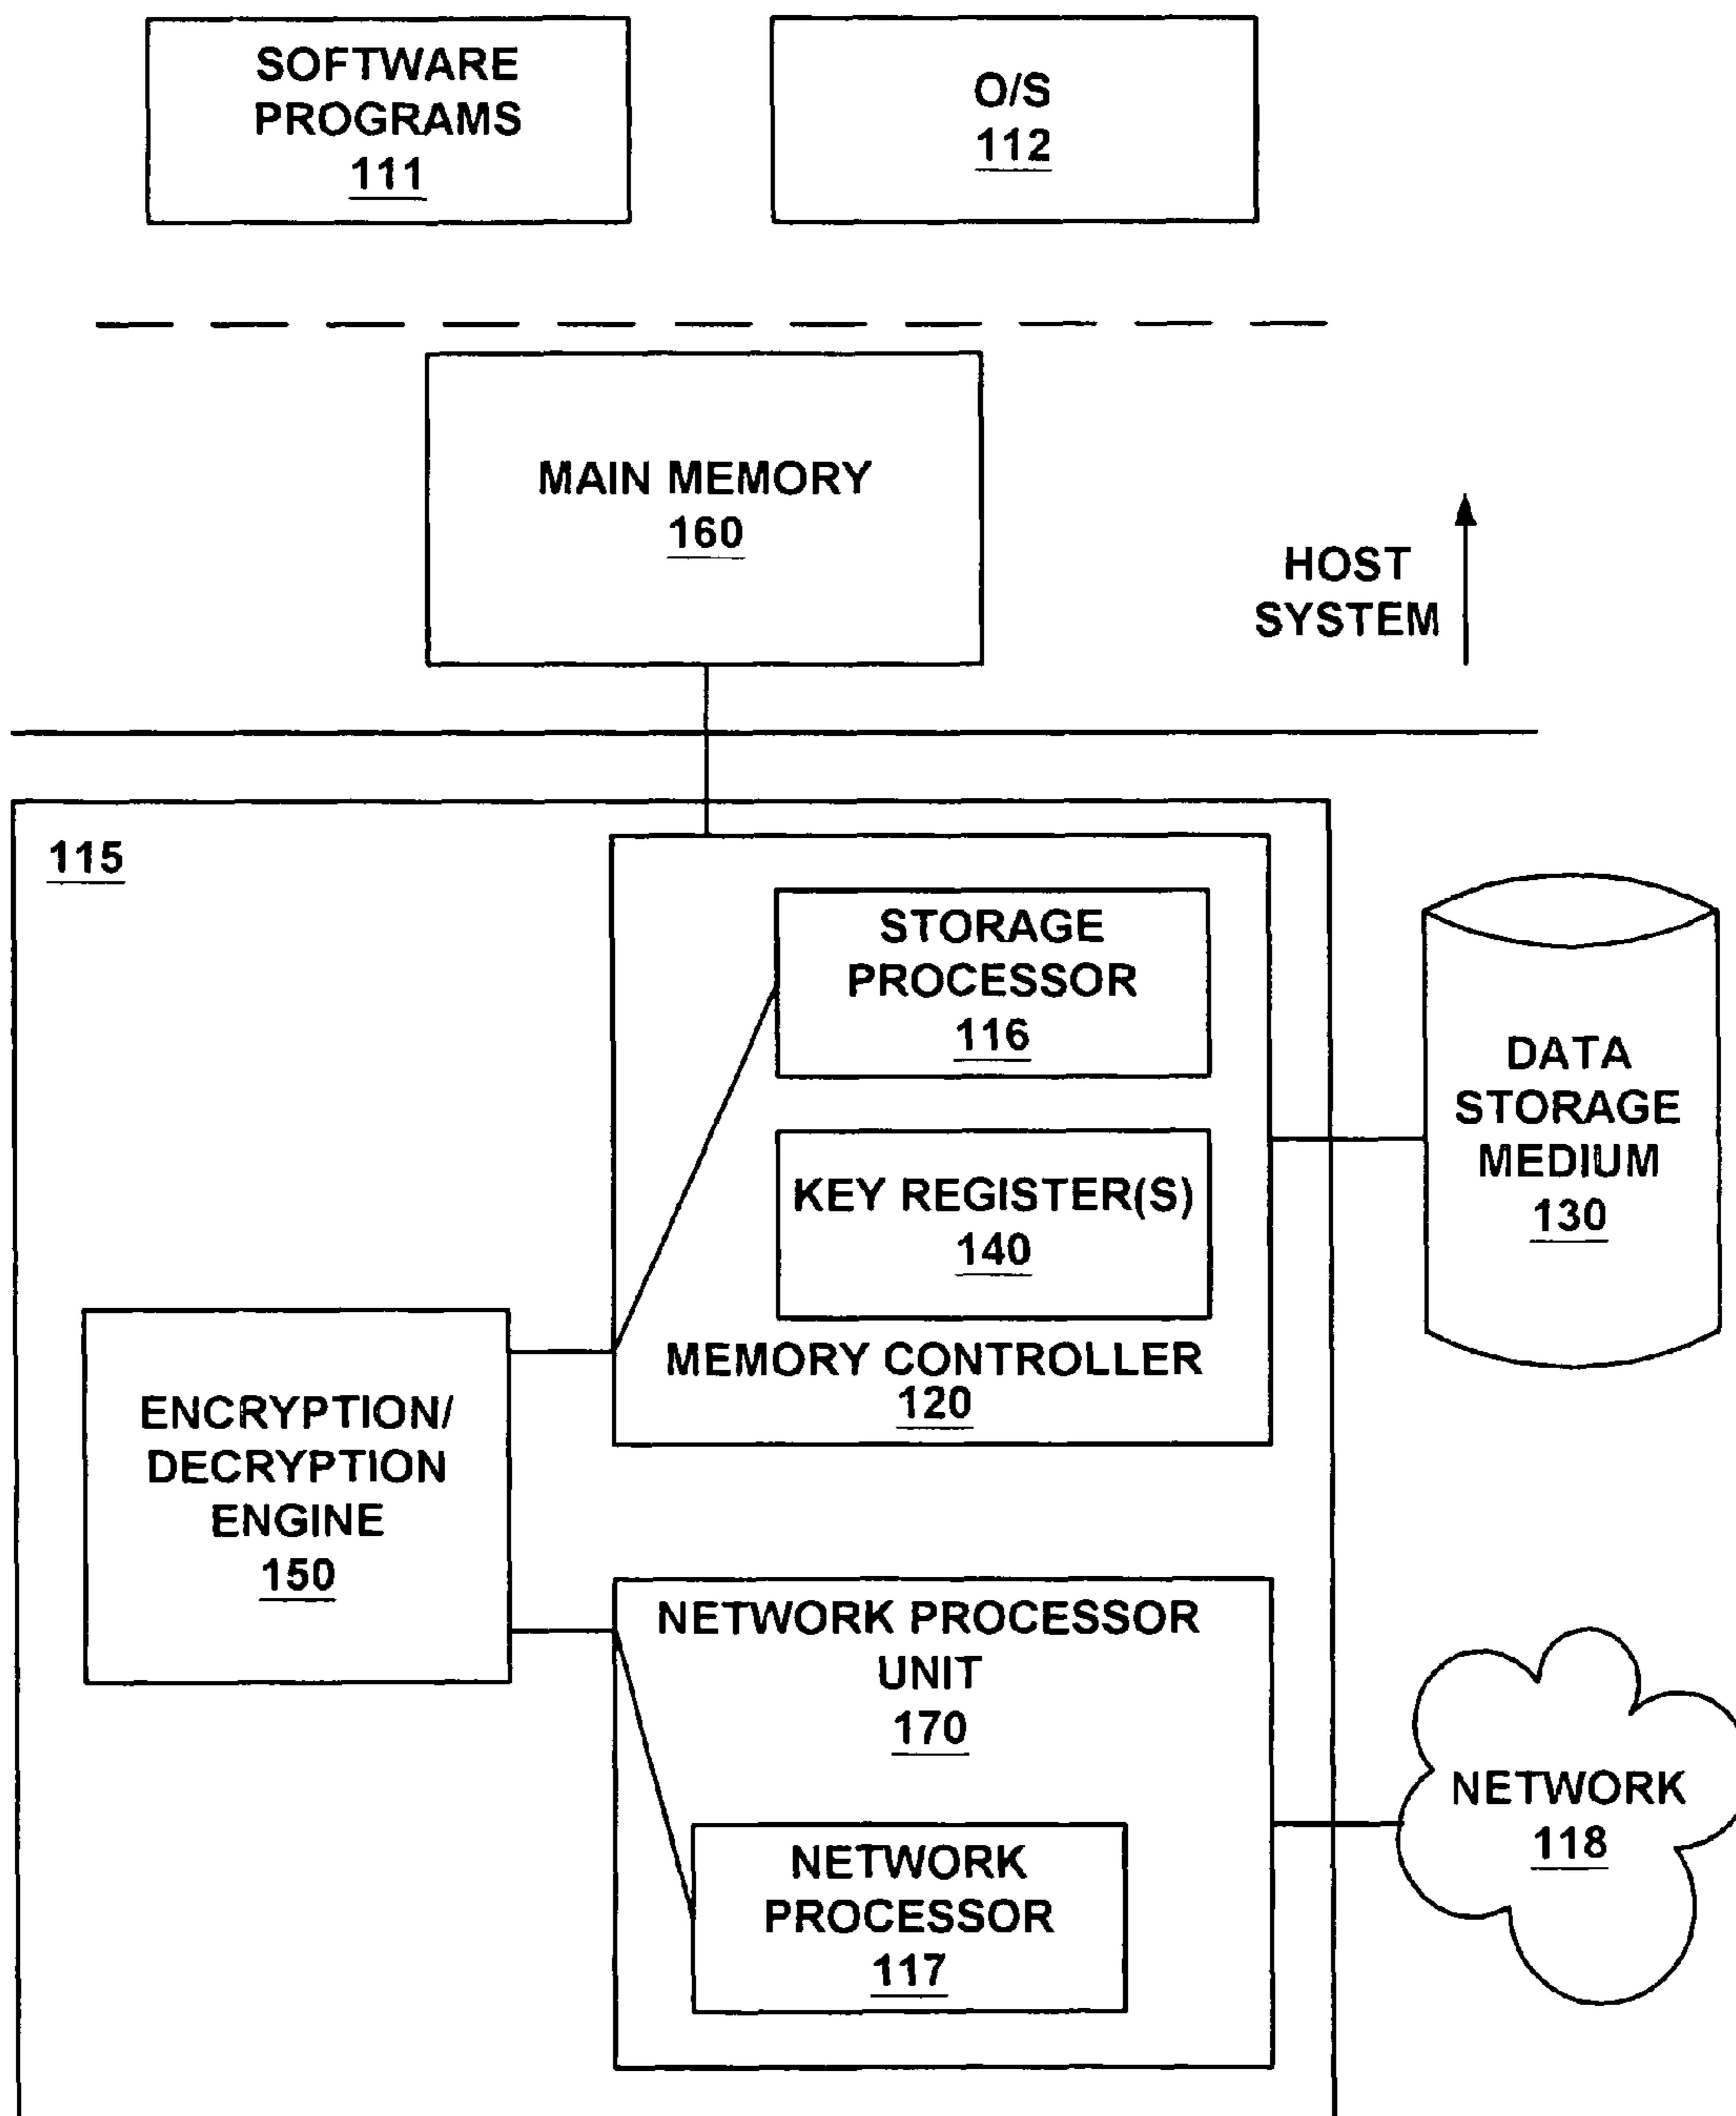 SOFTWARE
PROGRAMS
111
O/S
112
MAIN MEMORY
160
HOST
SYSTEM
115
STORAGE
PROCESSOR
116
KEY REGISTER(S)
140
MEMORY CONTROLLER
120
DATA
STORAGE
MEDIUM
130
ENCRYPTION/
DECRYPTION
ENGINE
150
NETWORK PROCESSOR
UNIT
170
NETWORK
PROCESSOR
117
NETWORK
118